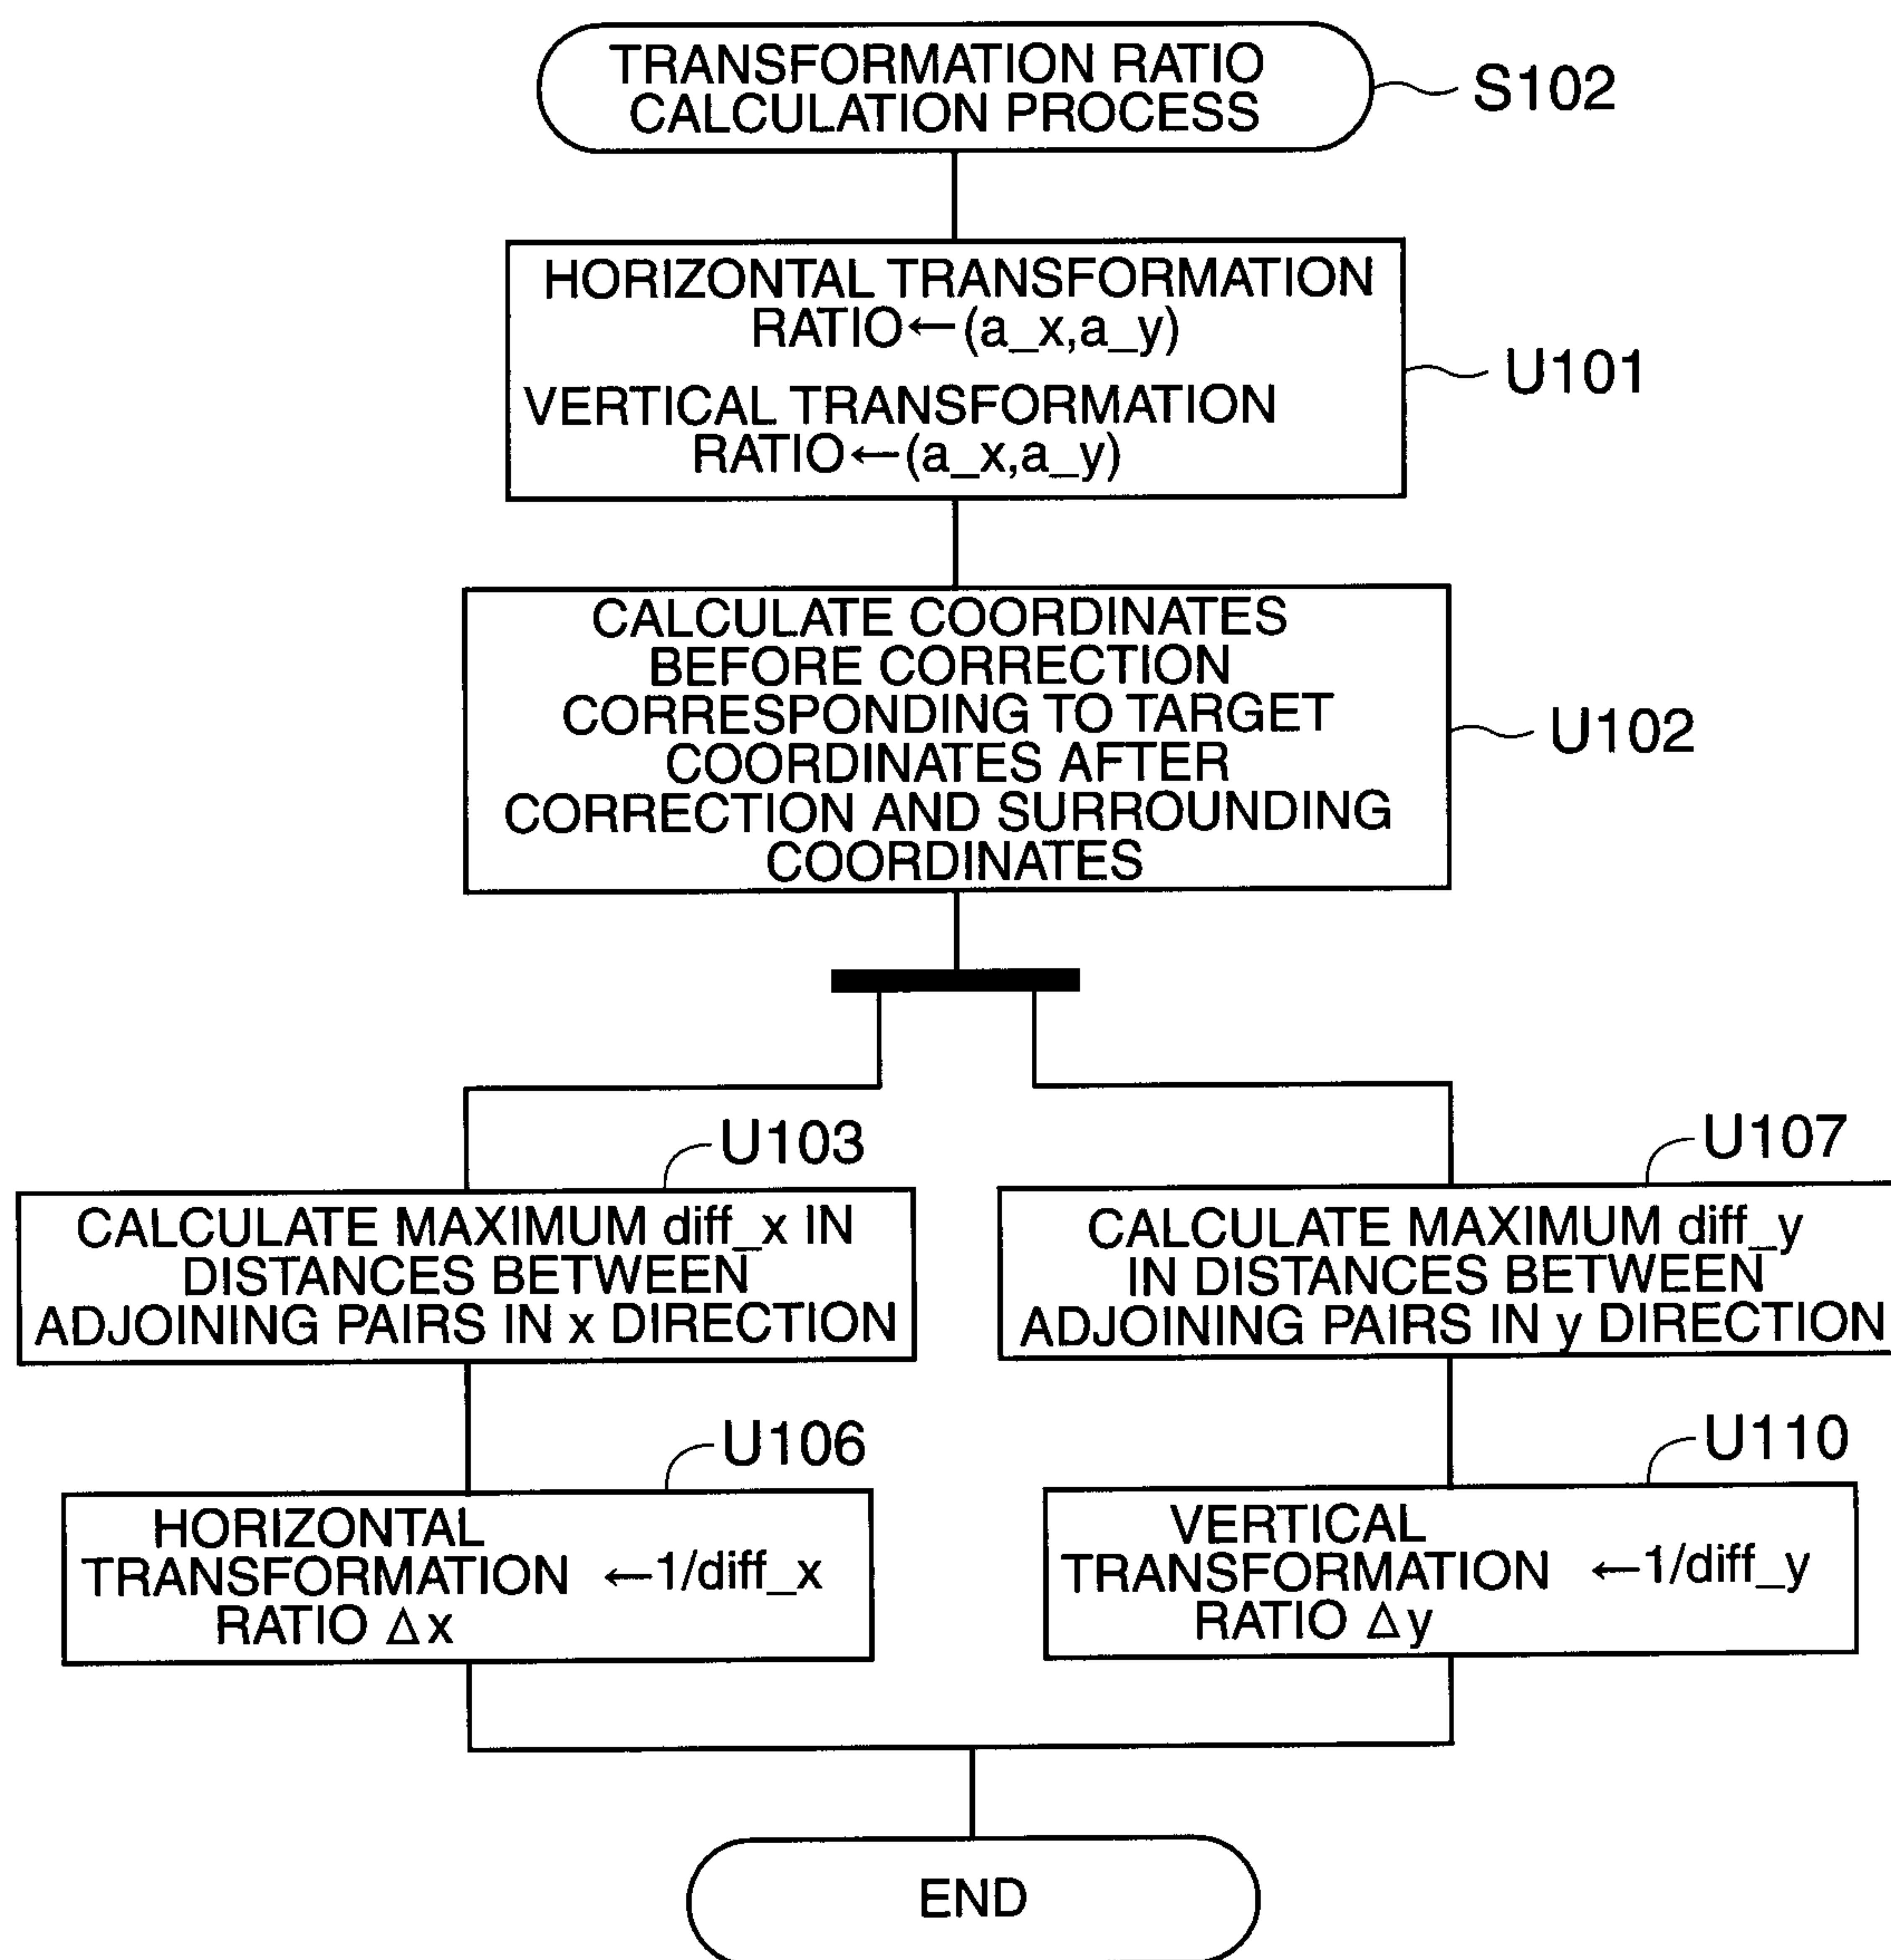 TRANSFORMATION RATIO
CALCULATION PROCESS
S102
HORIZONTAL TRANSFORMATION
RATIO←(a_x,a_y)
VERTICAL TRANSFORMATION
RATIO←(a_x,a_y)
U101
CALCULATE COORDINATES
BEFORE CORRECTION
CORRESPONDING TO TARGET
COORDINATES AFTER
CORRECTION AND SURROUNDING
COORDINATES
U102
U103
CALCULATE MAXIMUM diff_x IN
DISTANCES BETWEEN
ADJOINING PAIRS IN x DIRECTION
U107
CALCULATE MAXIMUM diff_y
IN DISTANCES BETWEEN
ADJOINING PAIRS IN y DIRECTION
U106
HORIZONTAL
TRANSFORMATION ←1/diff_x
RATIO Δx
U110
VERTICAL
TRANSFORMATION ←1/diff_y
RATIO Δy
END